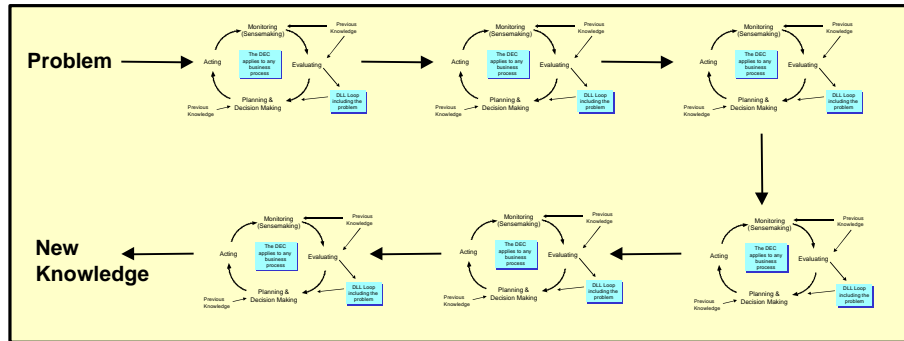 Problem
Monitoring
(Sensemaking)
Previous
Knowledge
Acting
The DEC
applies to any
business
process
Evaluating
Previous
Knowledge
Planning &
Decision Making
DLL Loop
including the
problem
Monitoring
(Sensemaking)
Previous
Knowledge
Acting
The DEC
applies to any
business
process
Evaluating
Previous
Knowledge
Planning &
Decision Making
DLL Loop
including the
problem
Monitoring
(Sensemaking)
Previous
Knowledge
Acting
The DEC
applies to any
business
process
Evaluating
Previous
Knowledge
Planning &
Decision Making
DLL Loop
including the
problem
New
Knowledge
Monitoring
(Sensemaking)
Previous
Knowledge
Acting
The DEC
applies to any
business
process
Evaluating
Previous
Knowledge
Planning &
Decision Making
DLL Loop
including the
problem
Monitoring
(Sensemaking)
Previous
Knowledge
Acting
The DEC
applies to any
business
process
Evaluating
Previous
Knowledge
Planning &
Decision Making
DLL Loop
including the
problem
Monitoring
(Sensemaking)
Previous
Knowledge
Acting
The DEC
applies to any
business
process
Evaluating
Previous
Knowledge
Planning &
Decision Making
DLL Loop
including the
problem